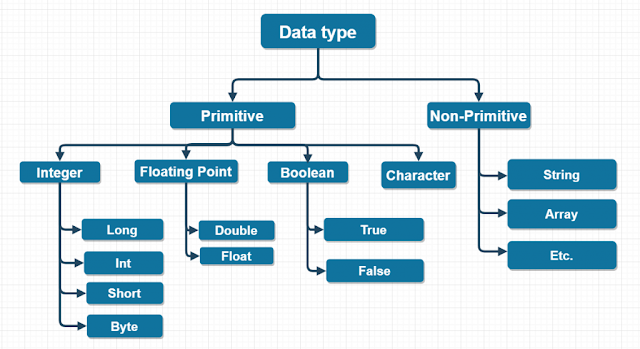 Data type
Primitive
Non-Primitive
Integer
Floating Point
Boolean
Character
Long
Int
Short
Byte
Double
Float
True
False
String
Array
Etc.